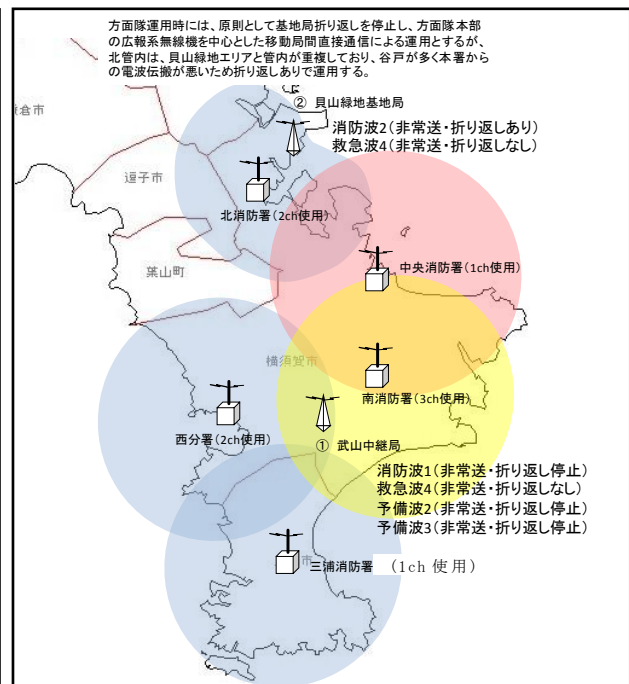 方面隊運用時には、原則として基地局折り返しを停止し、方面隊本部
の広報系無線機を中心とした移動局間直接通信による運用とするが、
北管内は、貝山緑地エリアと管内が重複しており、谷戸が多く本署から
の電波伝搬が悪いため折り返しありで運用する。
② 貝山緑地基地局
倉市
消防波2(非常送・折り返しあり)
救急波4(非常送・折り返しなし)
逗子市
北消防署(2ch使用)
中央消防署(1ch使用)
葉山町
横須賀市
南消防署(3ch使用)
西分署(2ch使用)
① 武山中継局
消防波1(非常送・折り返し停止)
救急波4(非常送・折り返しなし)
予備波2(非常送・折り返し停止)
予備波3(非常送・折り返し停止)
三浦消防署 (1ch 使用)
市